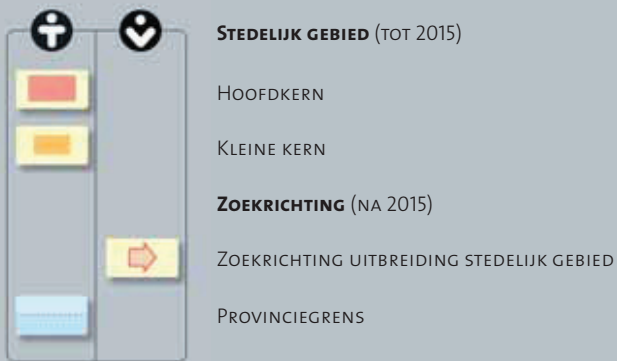 Stedelijk gebied (tot 2015)
Hoofdkern
Kleine kern
Zoekrichting (na 2015)
Zoekrichting uitbreiding stedelijk gebied
Provinciegrens